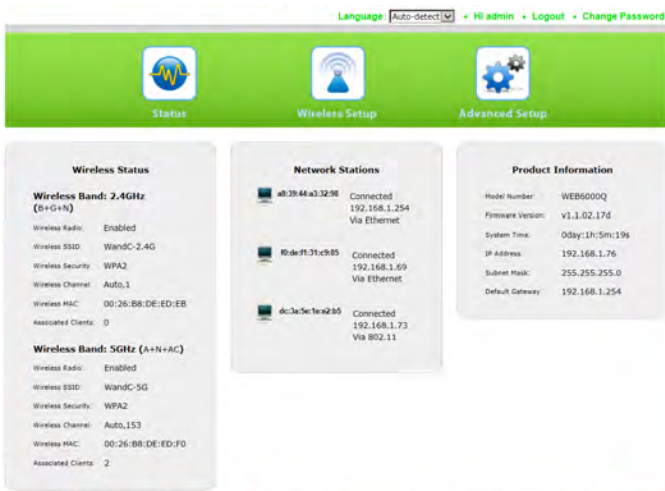 Language: Auto-detect • Hi admin • Logout • Change Password
Status
Wireless Setup
Advanced Setup
Wireless Status
Wireless Band: 2.4GHz
(B+G+N)
Wireless Radio: Enabled
Wireless SSID: WandC-2.4G
Wireless Security: WPA2
Wireless Channel: Auto,1
Wireless MAC: 00:26:B8:DE:ED:EB
Associated Clients: 0
Wireless Band: 5GHz (A+N+AC)
Wireless Radio: Enabled
Wireless SSID: WandC-5G
Wireless Security: WPA2
Wireless Channel: Auto,153
Wireless MAC: 00:26:B8:DE:ED:F0
Associated Clients: 2
Network Stations
a8:39:44:a3:32:98 Connected
192.168.1.254
Via Ethernet
f0:de:f1:31:c9:85 Connected
192.168.1.69
Via Ethernet
dc:3a:5e:1e:e2:b5 Connected
192.168.1.73
Via 802.11
Product Information
Model Number: WEB6000Q
Firmware Version: v1.1.02.17d
System Time: 0day:1h:5m:19s
IP Address: 192.168.1.76
Subnet Mask: 255.255.255.0
Default Gateway: 192.168.1.254